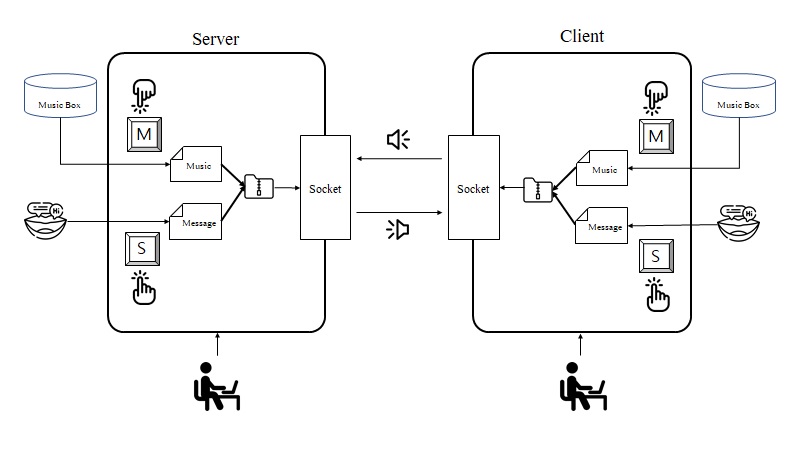 Server
Client
Music Box
M
Music
Socket
Message
Hi
S
Music Box
M
Music
Socket
Message
Hi
S